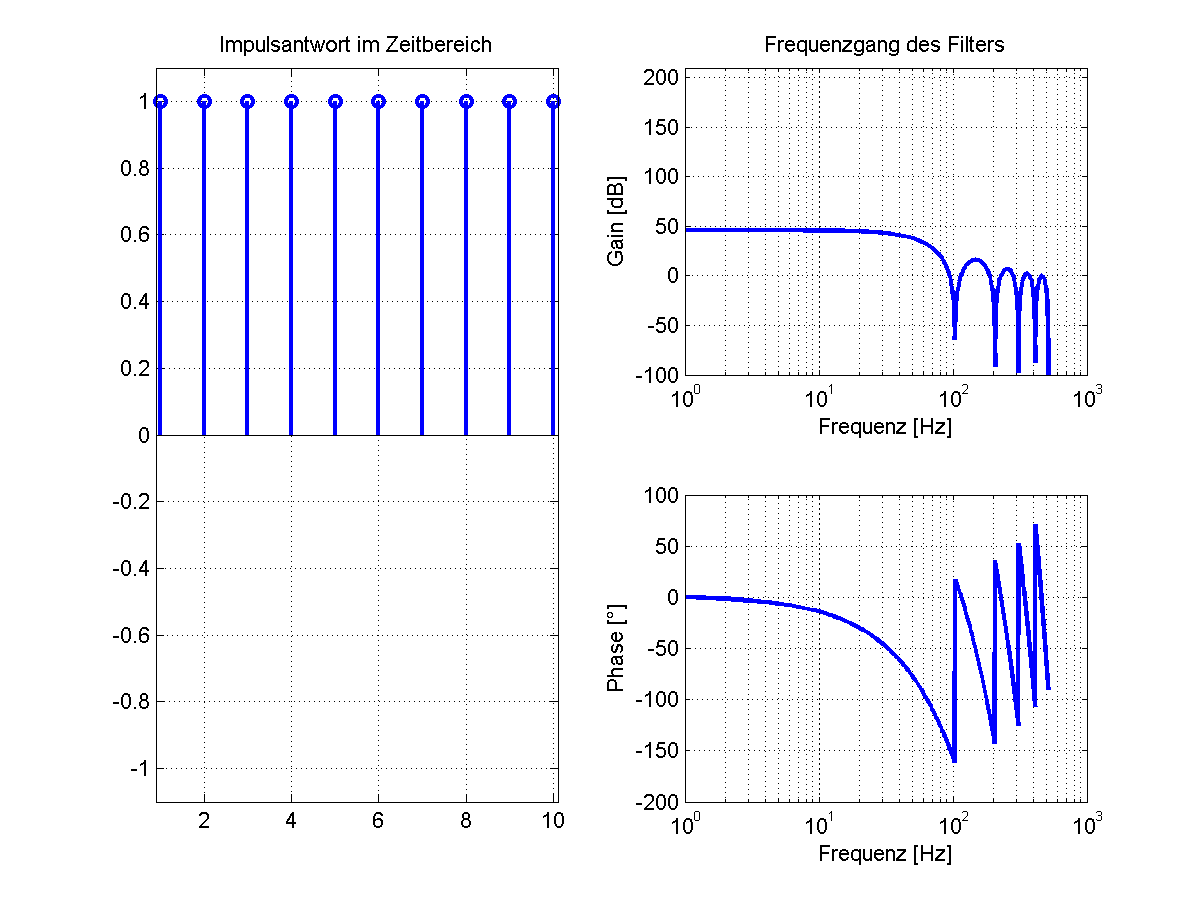 Impulsantwort im Zeitbereich
1
0.8
0.6
0.4
0.2
0
-0.2
-0.4
-0.6
-0.8
-1
2 4 6 8 10
Frequenzgang des Filters
Gain [dB]
200
150
100
50
0
-50
-100
10^0 10^1 10^2 10^3
Frequenz [Hz]
Phase [°]
100
50
0
-50
-100
-150
-200
10^0 10^1 10^2 10^3
Frequenz [Hz]